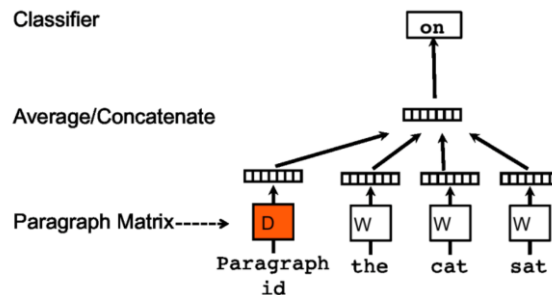 Classifier
on
Average/Concatenate
Paragraph Matrix
D
W
W
W
Paragraph
id
the
cat
sat